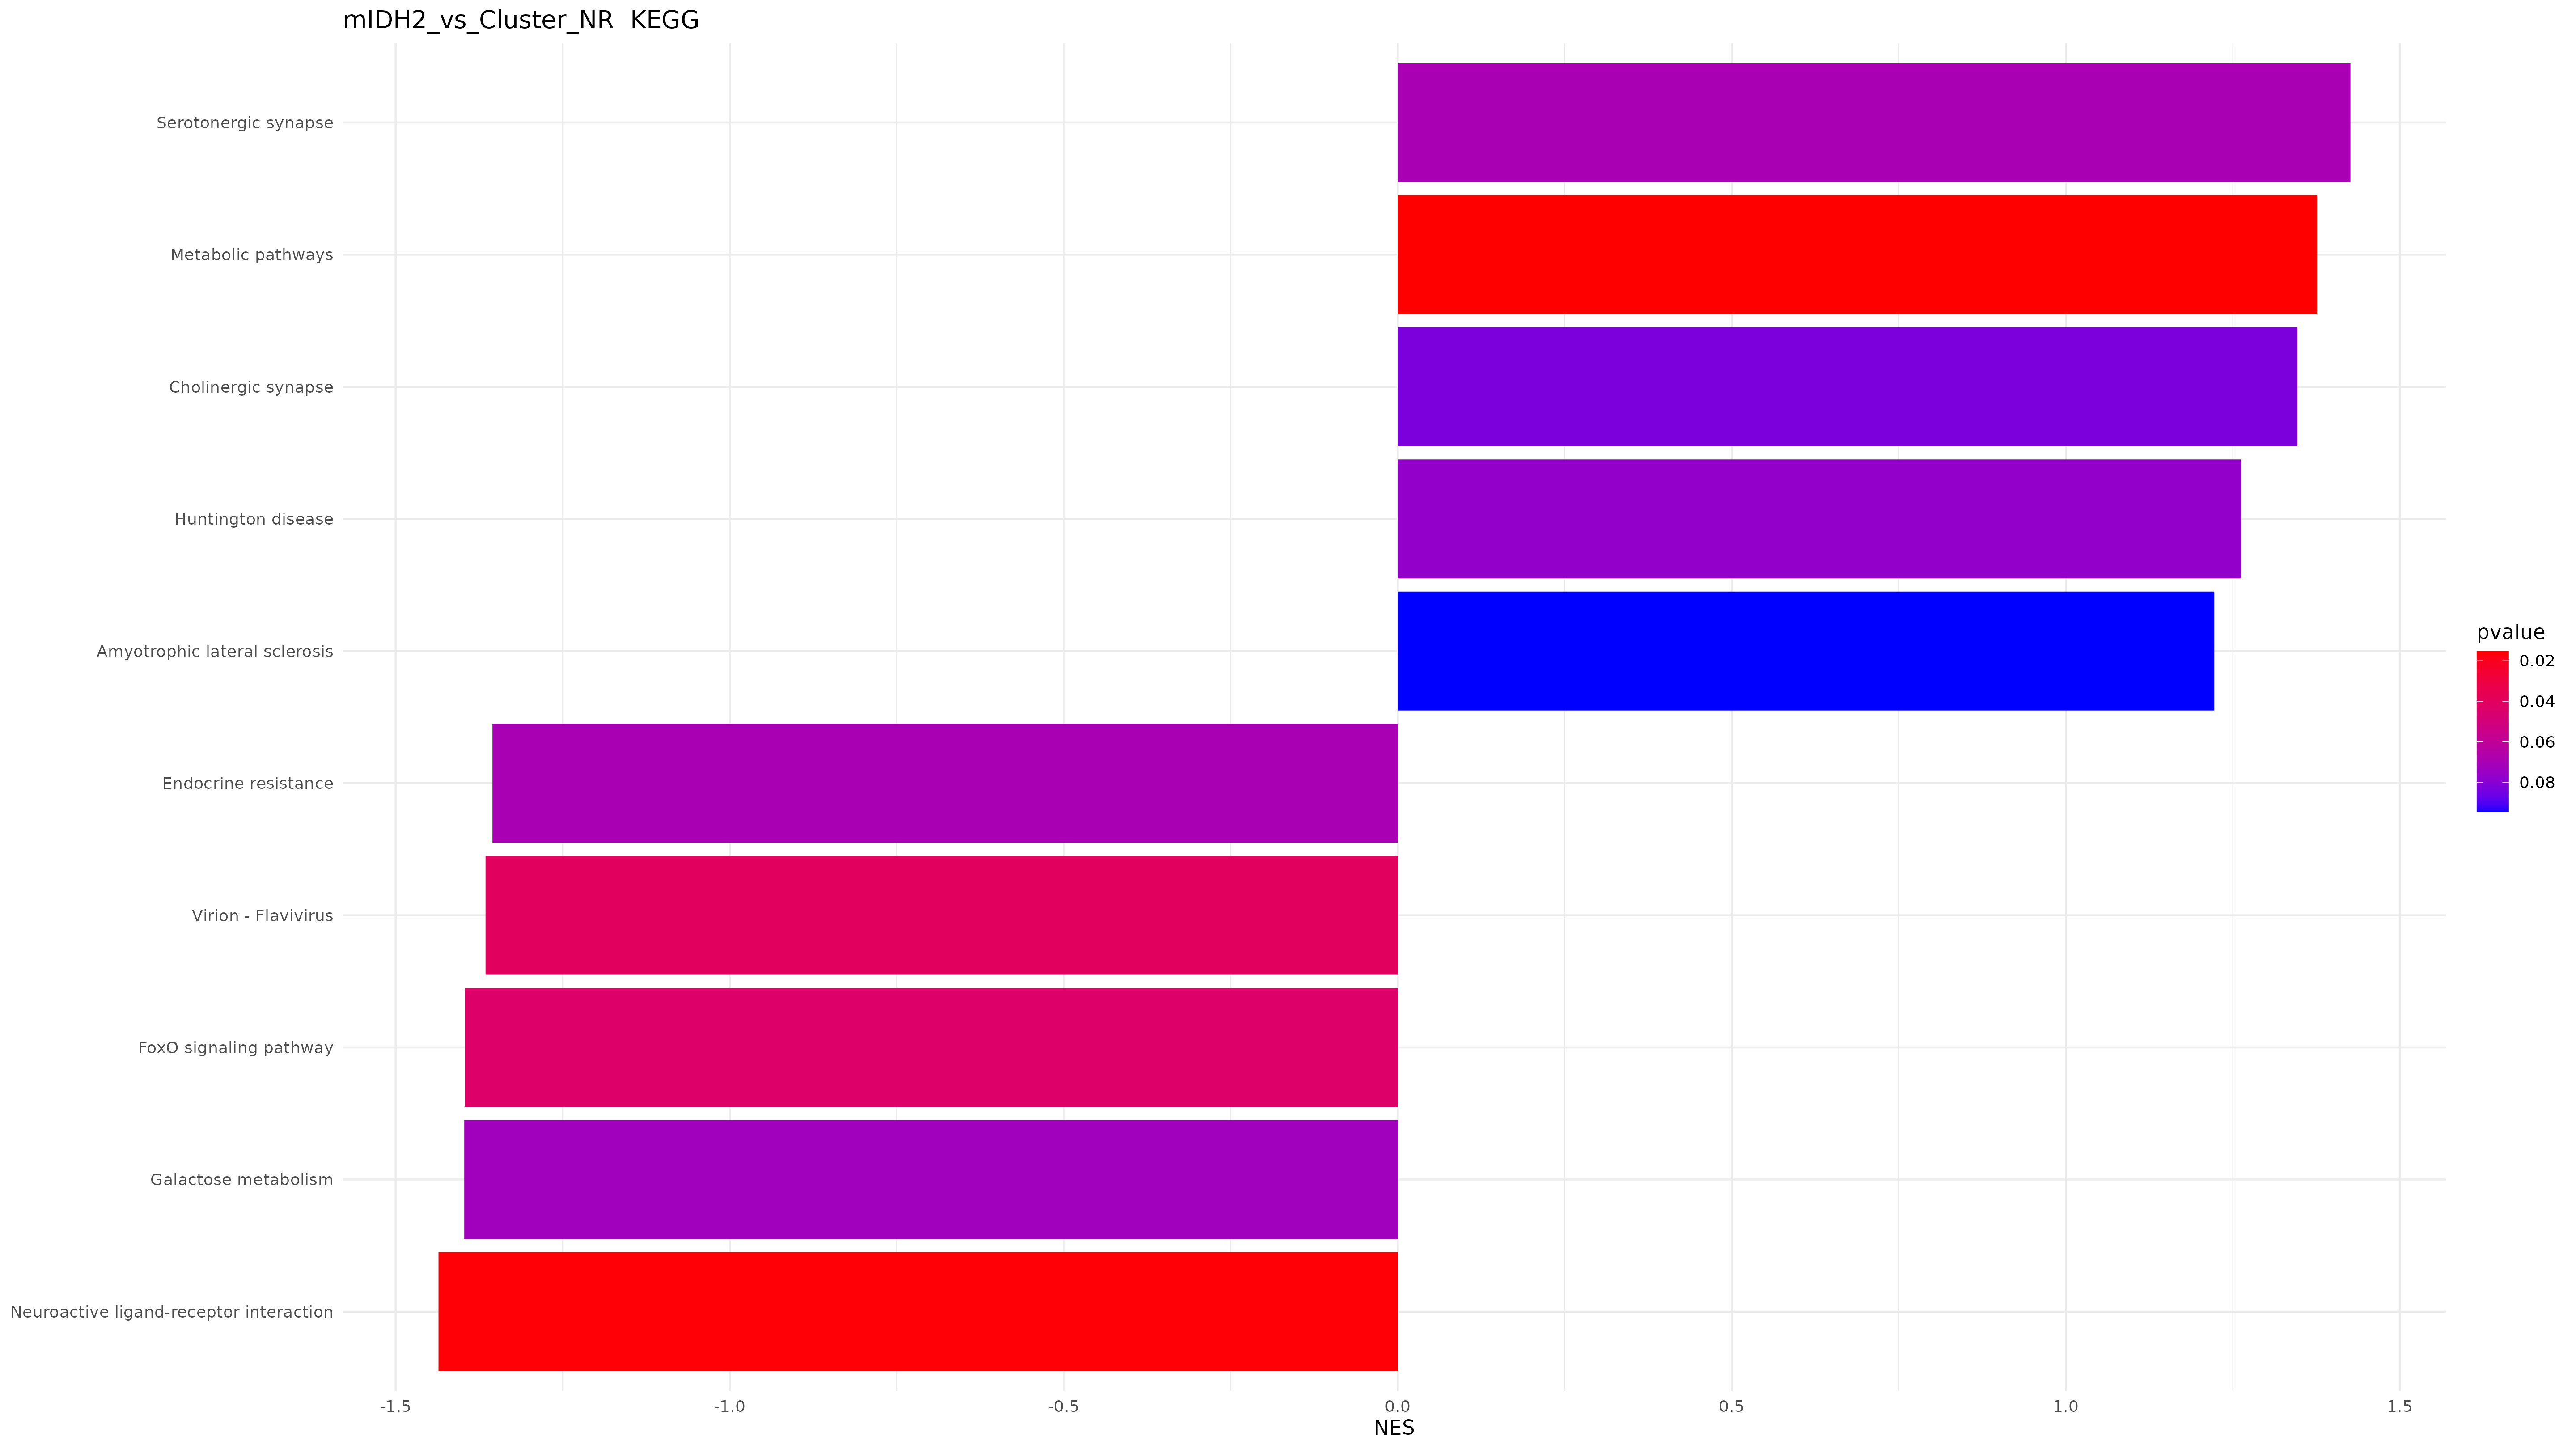 mIDH2_vs_Cluster_NR  KEGG
Serotonergic synapse
Metabolic pathways
Cholinergic synapse
Huntington disease
Amyotrophic lateral sclerosis
Endocrine resistance
Virion - Flavivirus
FoxO signaling pathway
Galactose metabolism
Neuroactive ligand-receptor interaction
-1.5 -1.0 -0.5 0.0 0.5 1.0 1.5
NES
pvalue
0.02
0.04
0.06
0.08